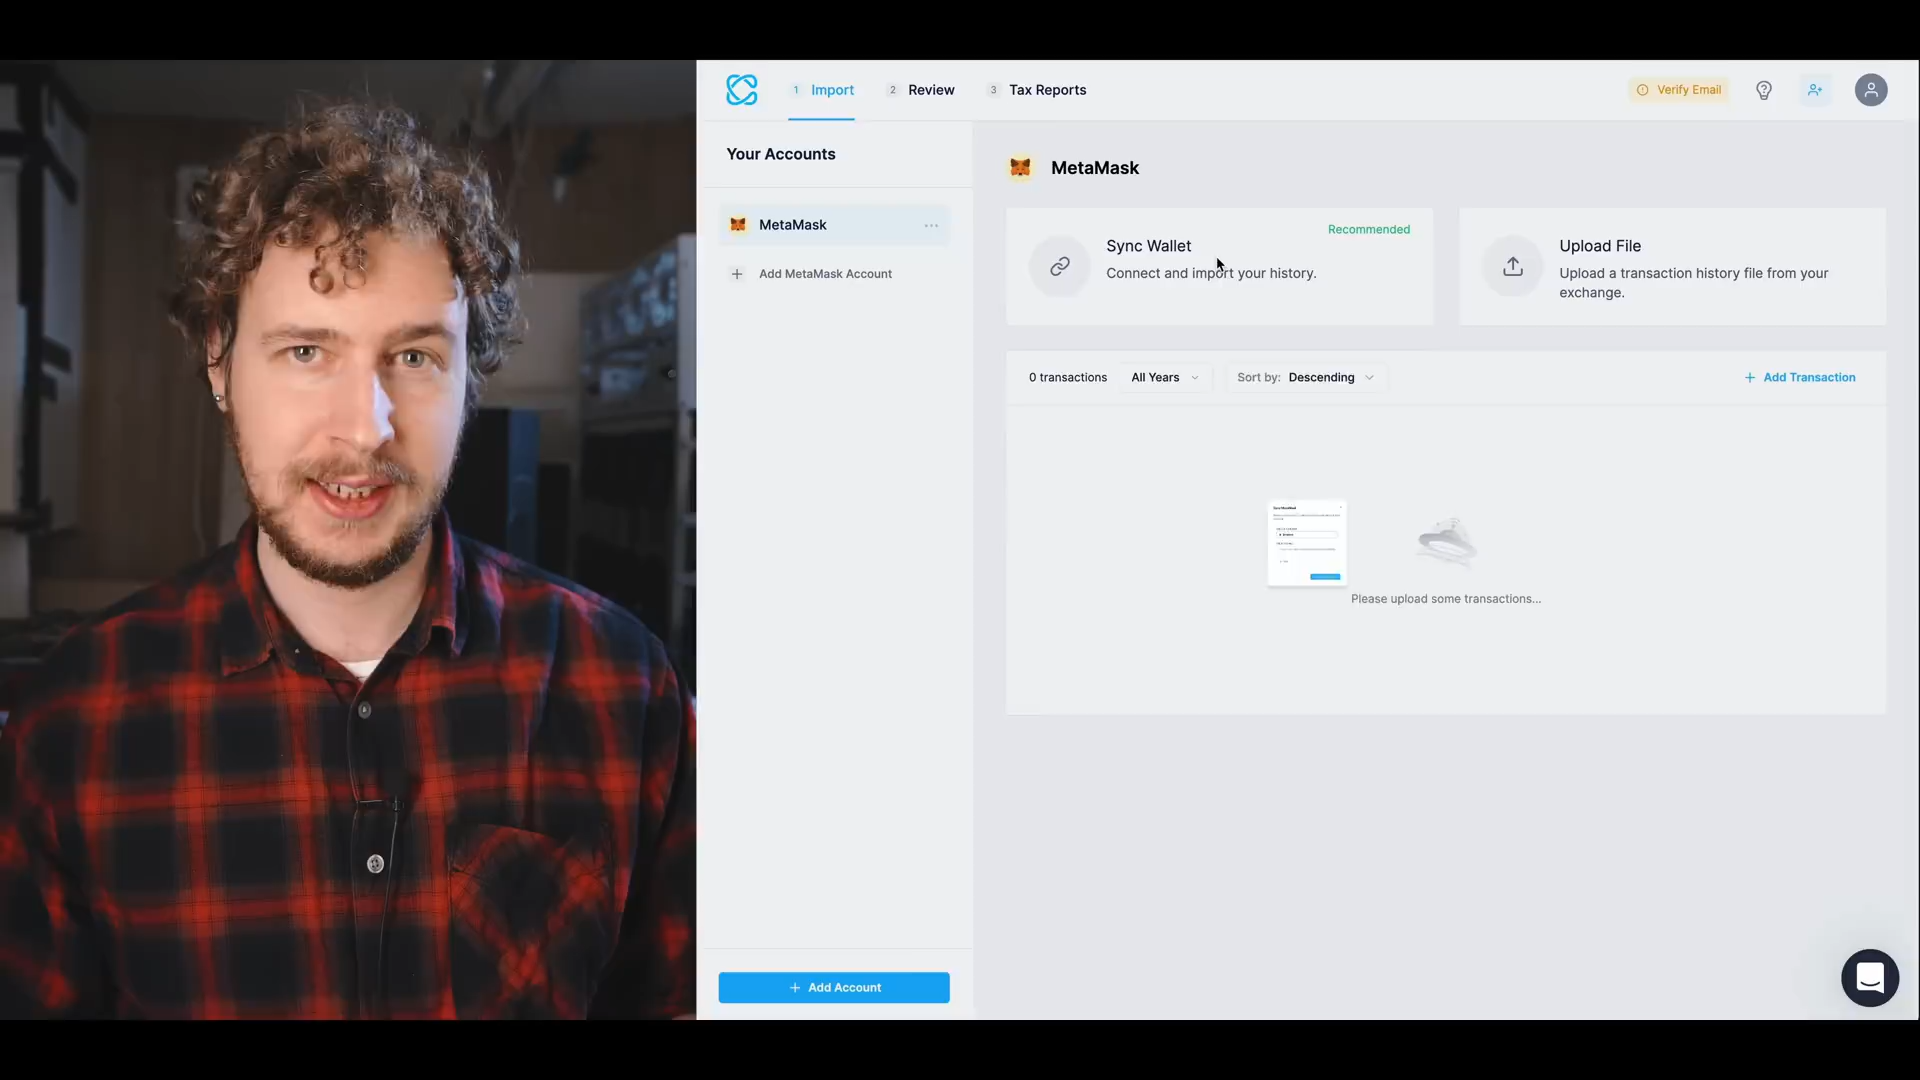 1 Import
2 Review
3 Tax Reports
Verify Email
Your Accounts
MetaMask
Add MetaMask Account
Add Account
MetaMask
Recommended
Sync Wallet
Connect and import your history.
Upload File
Upload a transaction history file from your
exchange.
0 transactions
All Years
Sort by: Descending
Add Transaction
Please upload some transactions...